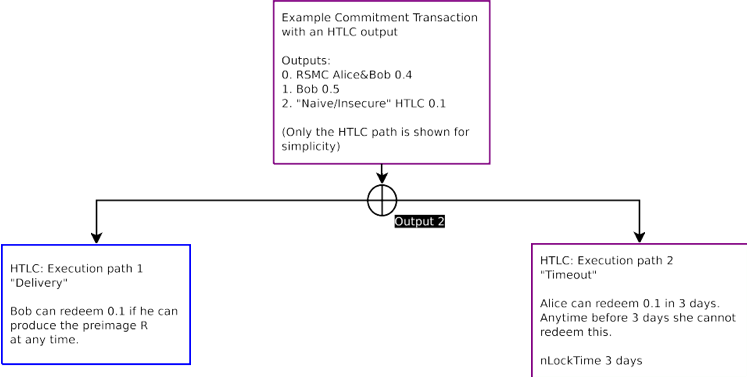 Example Commitment Transaction
with an HTLC output
Outputs:
0. RSMC Alice&Bob 0.4
1. Bob 0.5
2. "Naive/Insecure" HTLC 0.1
(Only the HTLC path is shown for
simplicity)
Output 2
HTLC: Execution path 1
"Delivery"
Bob can redeem 0.1 if he can
produce the preimage R
at any time.
HTLC: Execution path 2
"Timeout"
Alice can redeem 0.1 in 3 days.
Anytime before 3 days she cannot
redeem this.
nLockTime 3 days